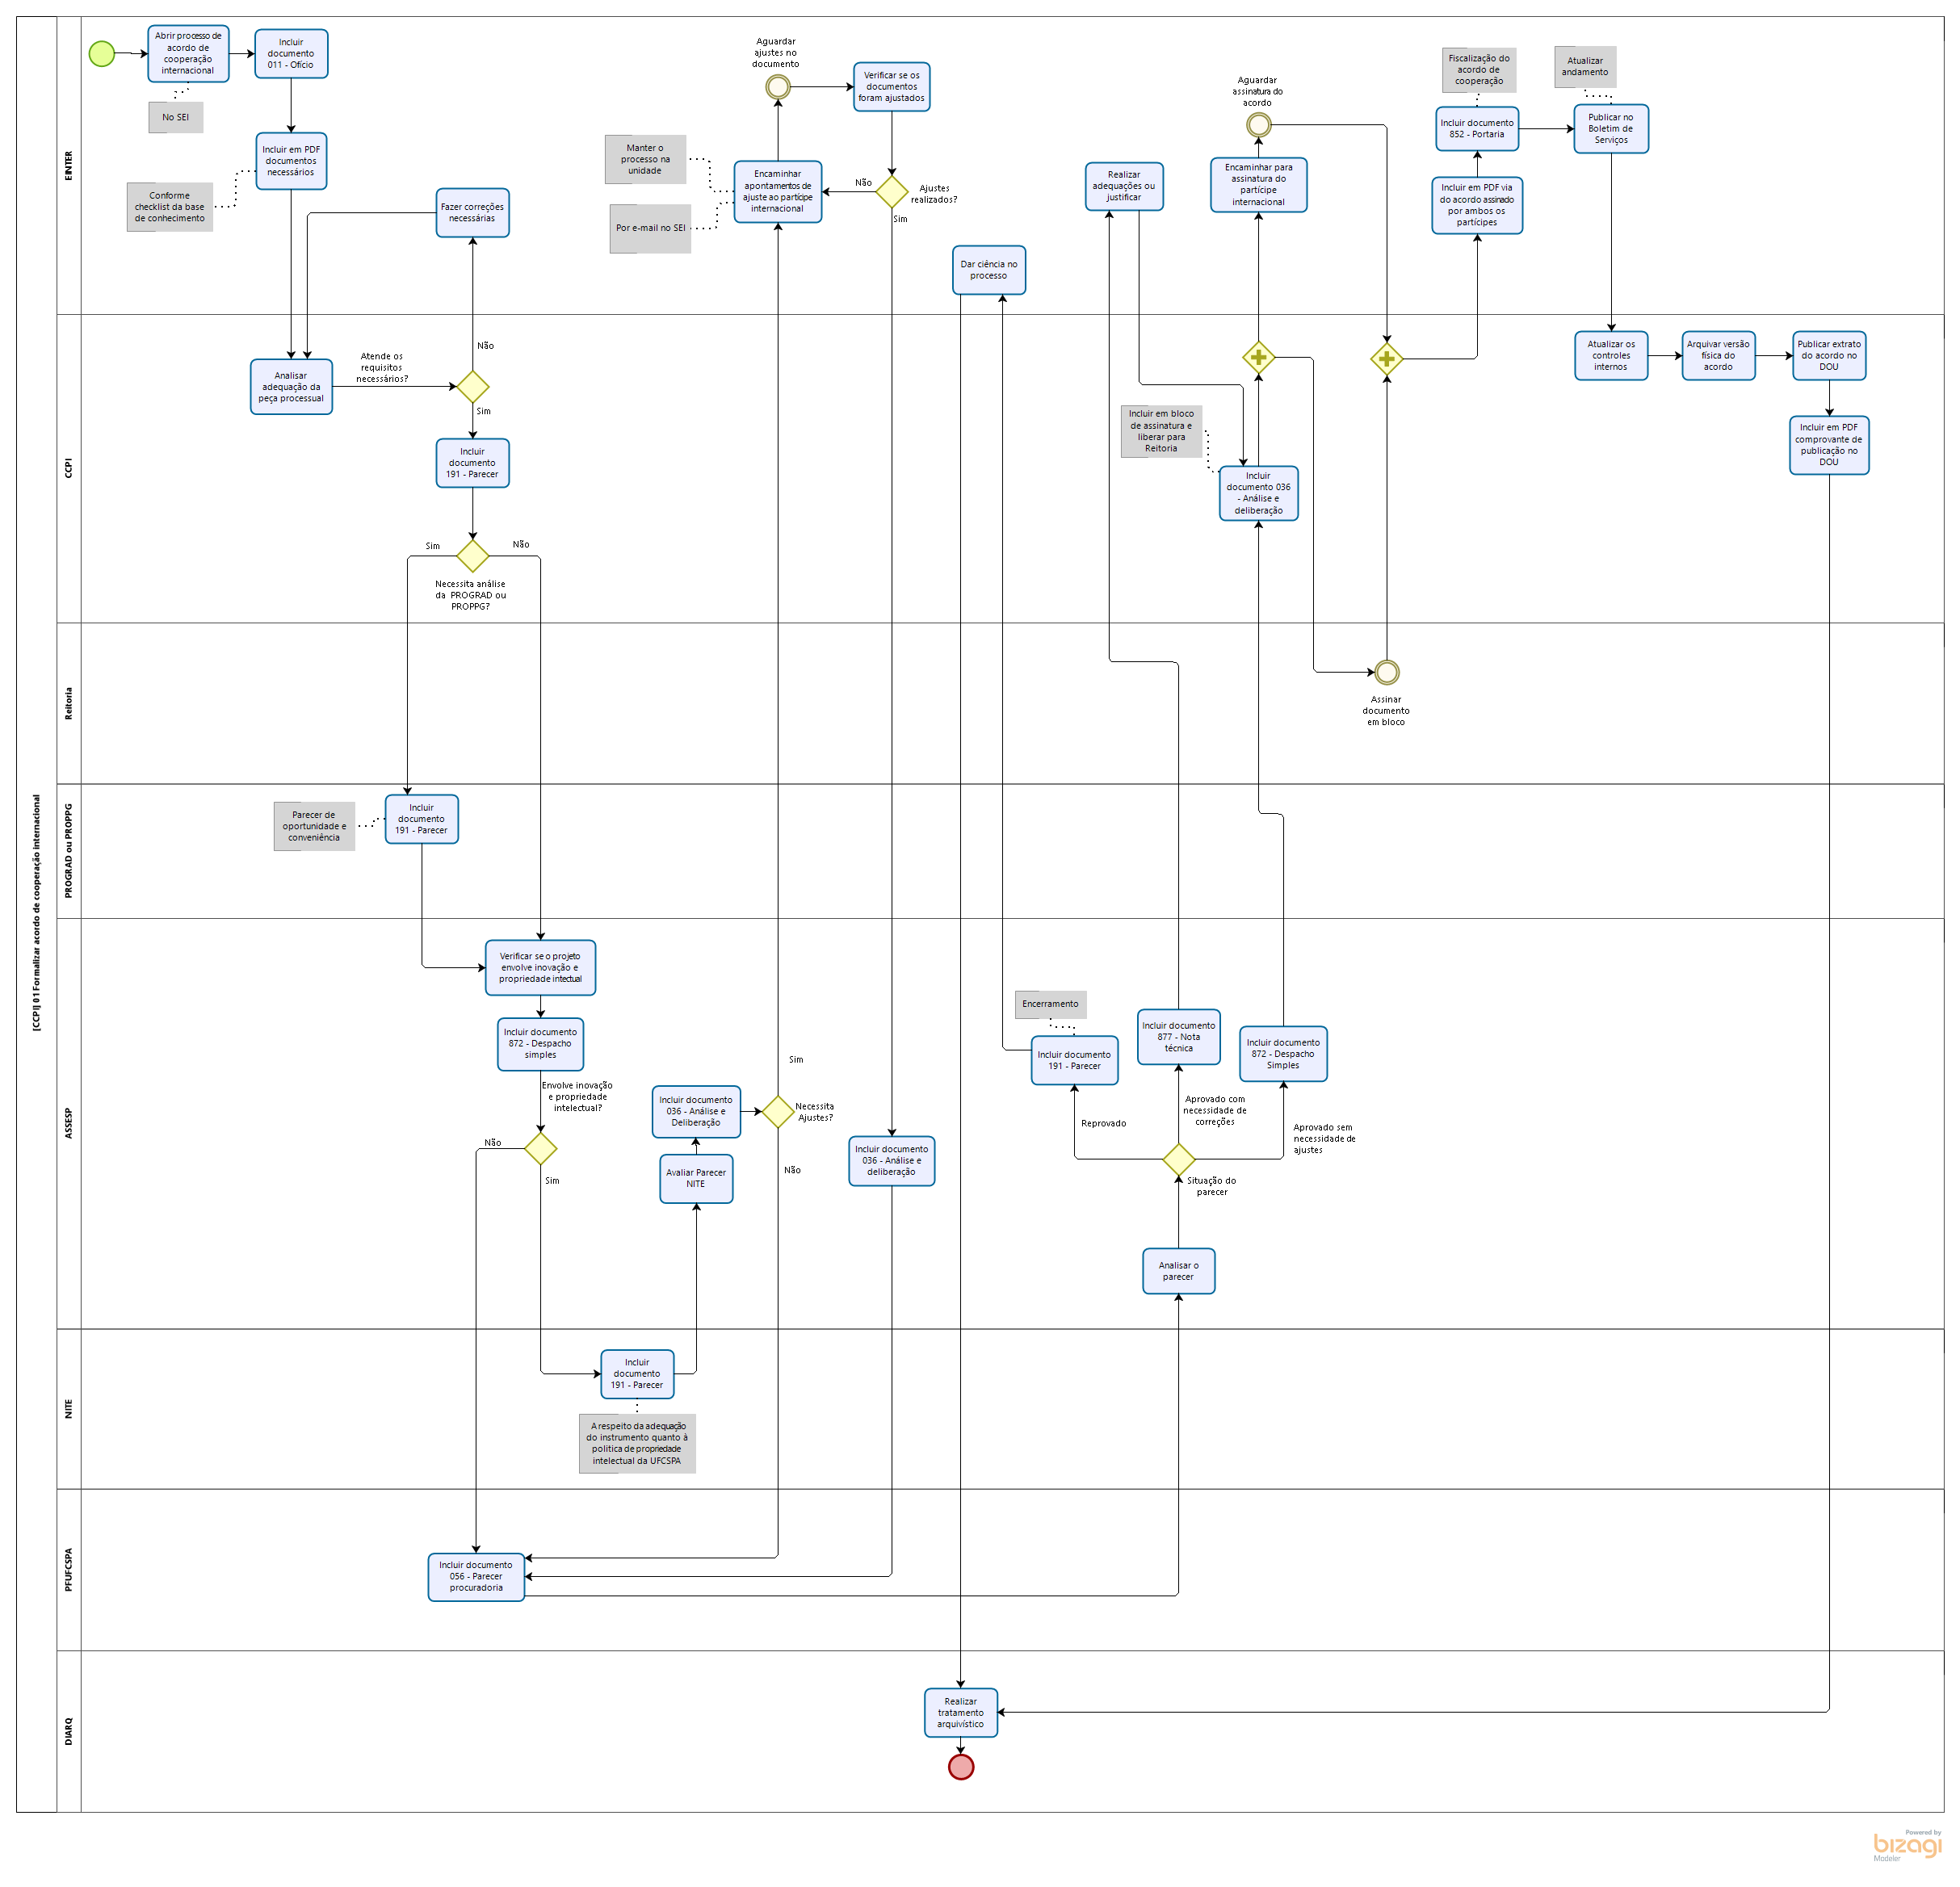 [CCPI] 01 Formalizar acordo de cooperação internacional
EINTER
Abrir processo de
acordo de
cooperação
internacional
No SEI
Incluir
documento
011 - Ofício
Incluir em PDF
documentos
necessários
Conforme
checklist da base
de conhecimento
Fazer correções
necessárias
Aguardar
ajustes no
documento
Verificar se os
documentos
foram ajustados
Manter o
processo na
unidade
Por e-mail no SEI
Encaminhar
apontamentos de
ajuste ao partícipe
internacional
Não
Ajustes
realizados?
Sim
Dar ciência no
processo
Realizar
adequações ou
justificar
Aguardar
assinatura do
acordo
Encaminhar para
assinatura do
partícipe
internacional
Fiscalização do
acordo de
cooperação
Incluir documento
852 - Portaria
Incluir em PDF via
do acordo assinado
por ambos os
partícipes
Atualizar
andamento
Publicar no
Boletim de
Serviços
CCPI
Analisar
adequação da
peça processual
Atende os
requisitos
necessários?
Não
Sim
Incluir
documento
191 - Parecer
Sim
Não
Necessita análise
da PROGRAD ou
PROPPG?
Incluir em bloco
de assinatura e
liberar para
Reitoria
Incluir
documento 036
- Análise e
deliberação
Atualizar os
controles
internos
Arquivar versão
física do
acordo
Publicar extrato
do acordo no
DOU
Incluir em PDF
comprovante de
publicação no
DOU
Reitoria
Assinar
documento
em bloco
PROGRAD ou PROPPG
Parecer de
oportunidade e
conveniência
Incluir
documento
191 - Parecer
ASSESP
Verificar se o projeto
envolve inovação e
propriedade intectual
Incluir documento
872 - Despacho
simples
Envolve inovação
e propriedade
intelectual?
Não
Sim
Incluir documento
036 - Análise e
Deliberação
Avaliar Parecer
NITE
Sim
Necessita
Ajustes?
Não
Incluir documento
036 - Análise e
deliberação
Encerramento
Incluir documento
191 - Parecer
Incluir documento
877 - Nota
técnica
Incluir documento
872 - Despacho
Simples
Reprovado
Aprovado com
necessidade de
correções
Aprovado sem
necessidade de
ajustes
Situação do
parecer
Analisar o
parecer
NITE
Incluir
documento
191 - Parecer
A respeito da adequação
do instrumento quanto à
política de propriedade
intelectual da UFCSPA
PFUFCSPA
Incluir documento
056 - Parecer
procuradoria
DIARQ
Realizar
tratamento
arquivístico
Powered by
bizagi
Modeler